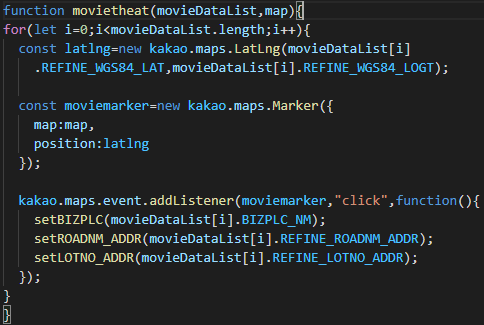 function movietheat(movieDataList,map){
for(let i=0;i<movieDataList.length;i++){
  const latlng=new kakao.maps.LatLng(movieDataList[i]
    .REFINE_WGS84_LAT,movieDataList[i].REFINE_WGS84_LOGT);

  const moviemarker=new kakao.maps.Marker({
    map:map,
    position:latlng
  });

  kakao.maps.event.addListener(moviemarker,"click",function(){
    setBIZPLC(movieDataList[i].BIZPLC_NM);
    setROADNM_ADDR(movieDataList[i].REFINE_ROADNM_ADDR);
    setLOTNO_ADDR(movieDataList[i].REFINE_LOTNO_ADDR);
  });
}
}